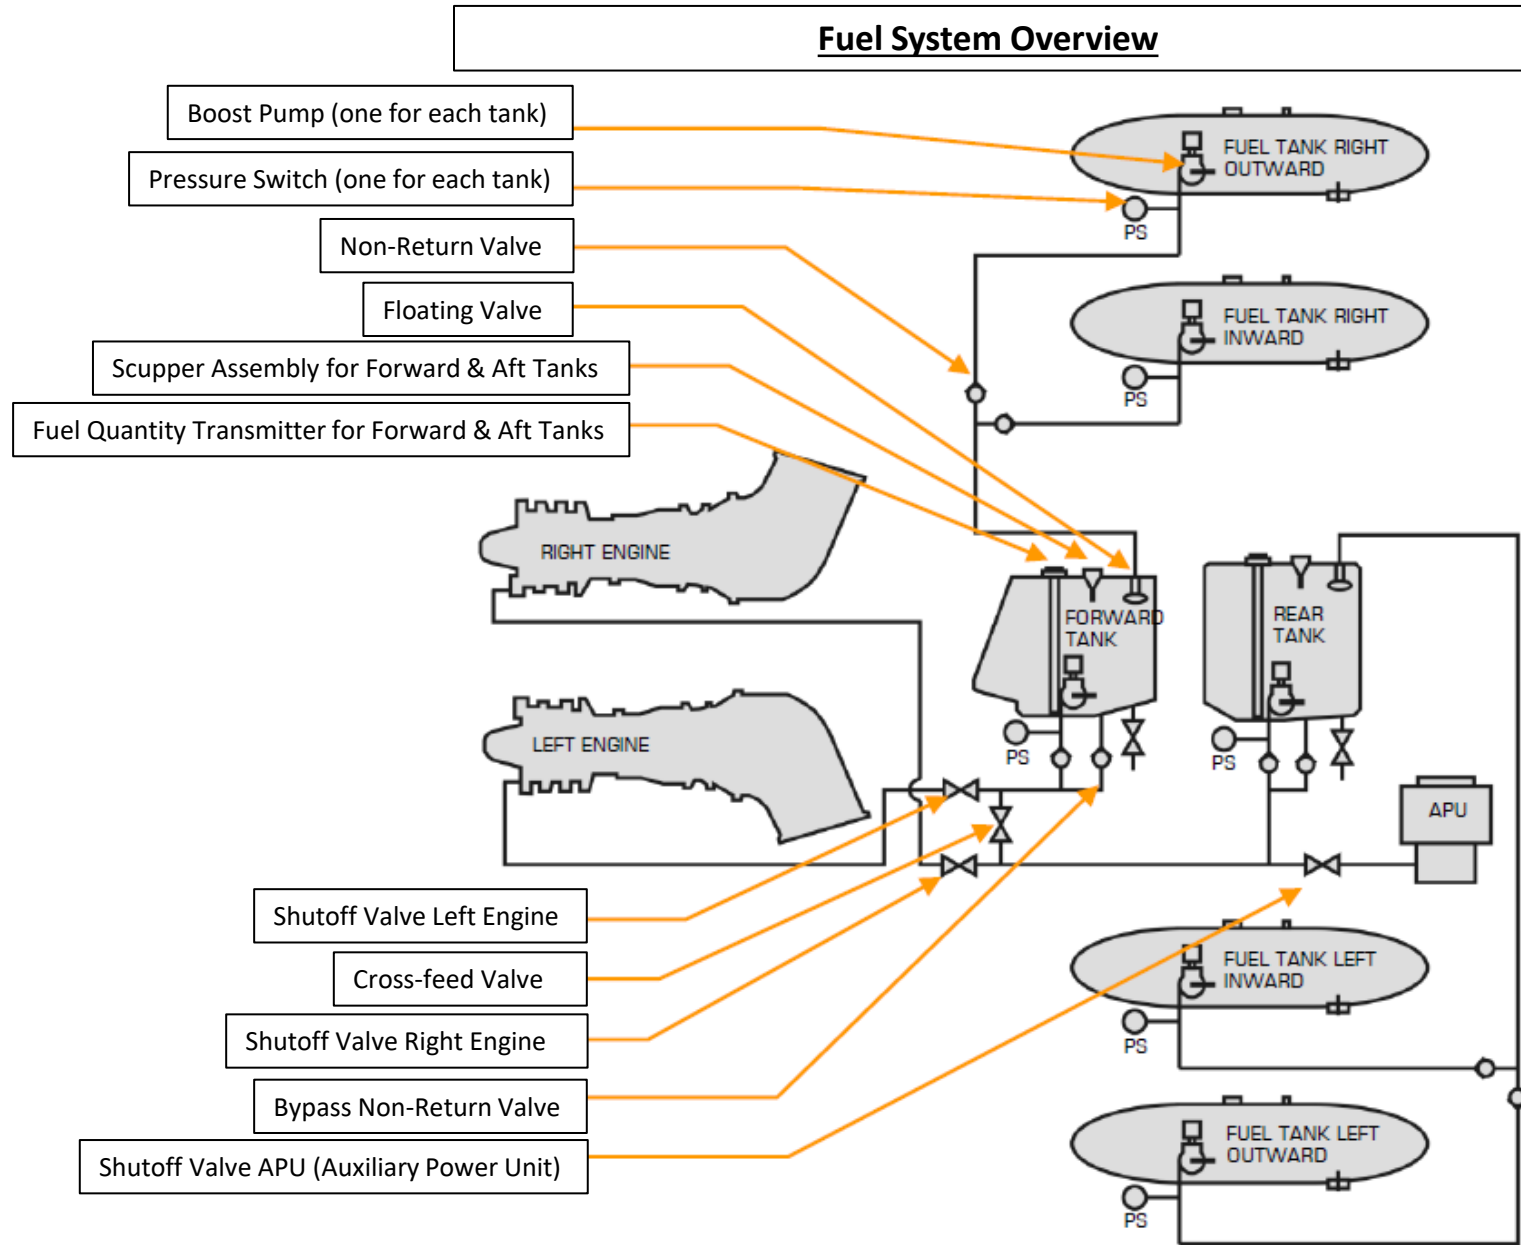 Fuel System Overview
Boost Pump (one for each tank)
Pressure Switch (one for each tank)
Non-Return Valve
Floating Valve
Scupper Assembly for Forward & Aft Tanks
Fuel Quantity Transmitter for Forward & Aft Tanks
FUEL TANK RIGHT
OUTWARD
PS
FUEL TANK RIGHT
INWARD
PS
RIGHT ENGINE
FORWARD
TANK
REAR
TANK
LEFT ENGINE
PS
PS
APU
Shutoff Valve Left Engine
Cross-feed Valve
Shutoff Valve Right Engine
Bypass Non-Return Valve
Shutoff Valve APU (Auxiliary Power Unit)
FUEL TANK LEFT
INWARD
PS
FUEL TANK LEFT
OUTWARD
PS